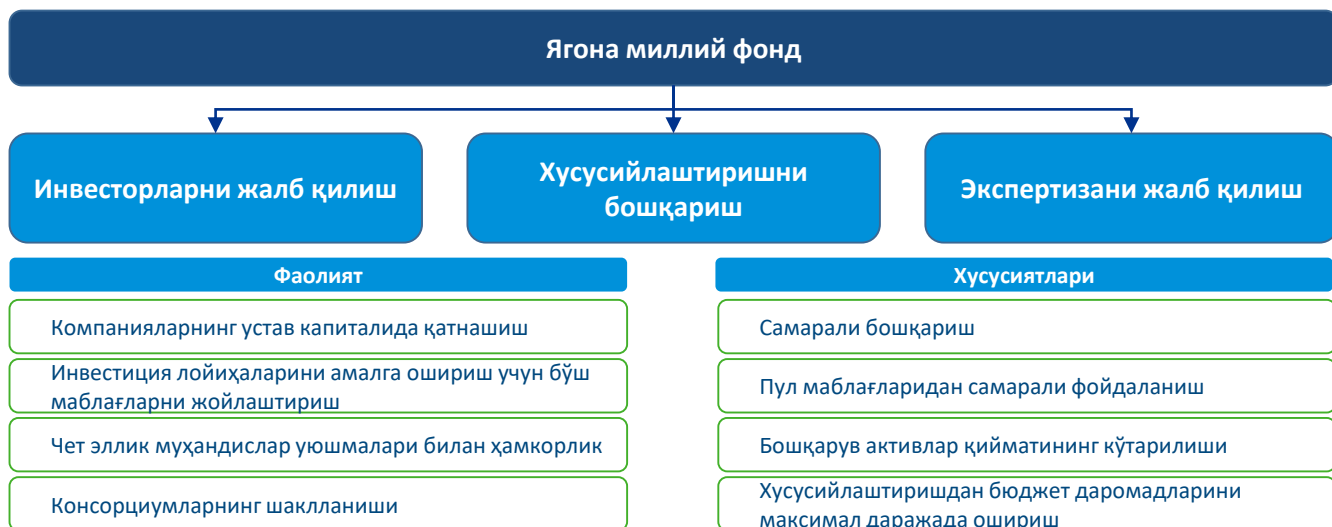 Ягона миллий фонд
Инвесторларни жалб қилиш
Хусусийлаштиришни
бошқариш
Экспертизани жалб қилиш
Фаолият
Компанияларнинг устав капиталида қатнашиш
Инвестиция лойиҳаларини амалга ошириш учун бўш
маблағларни жойлаштириш
Чет эллик муҳандислар уюшмалари билан ҳамкорлик
Консорциумларнинг шаклланиши
Хусусиятлари
Самарали бошқариш
Пул маблағларидан самарали фойдаланиш
Бошқарув активлар қийматининг кўтарилиши
Хусусийлаштиришдан бюджет даромадларини
максимал даражада ошириш